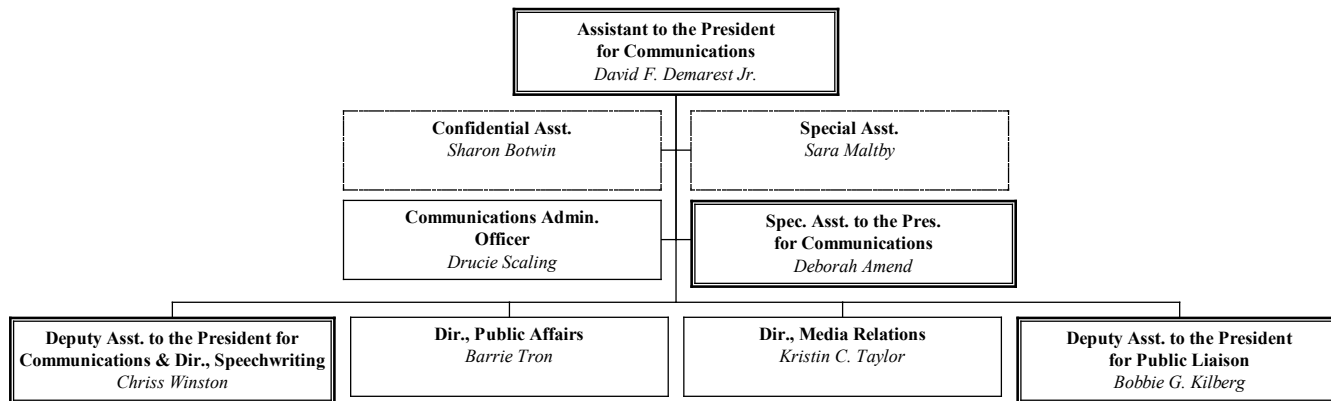 Assistant to the President
for Communications
David F. Demarest Jr.
Confidential Asst.
Sharon Botwin
Special Asst.
Sara Maltby
Communications Admin.
Officer
Drucie Scaling
Spec. Asst. to the Pres.
for Communications
Deborah Amend
Deputy Asst. to the President for
Communications & Dir., Speechwriting
Chriss Winston
Dir., Public Affairs
Barrie Tron
Dir., Media Relations
Kristin C. Taylor
Deputy Asst. to the President
for Public Liaison
Bobbie G. Kilberg